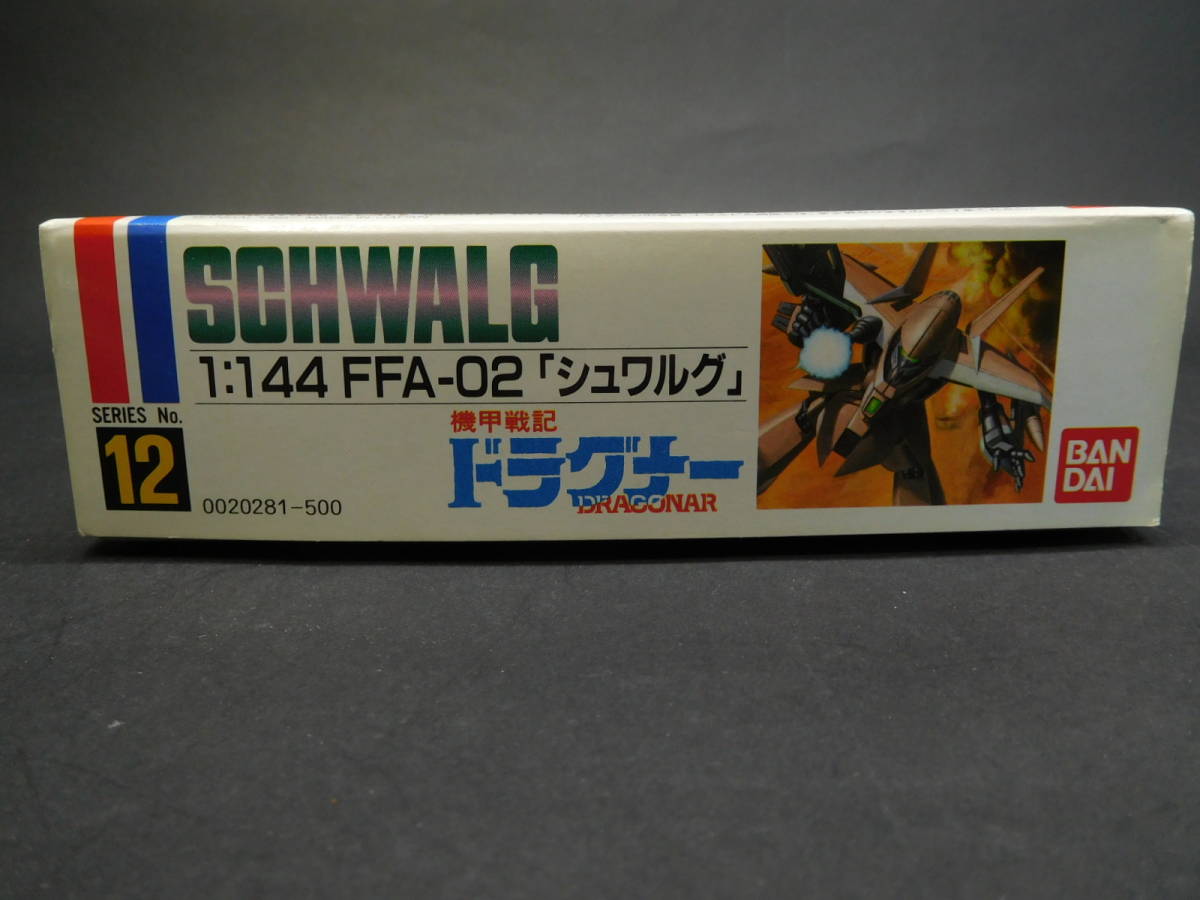 SCHWALG
1:144 FFA-02「シュワルグ」
SERIES No.
12
0020281-500
機甲戦記
ドラグナー
DRAGONAR
BAN
DAI